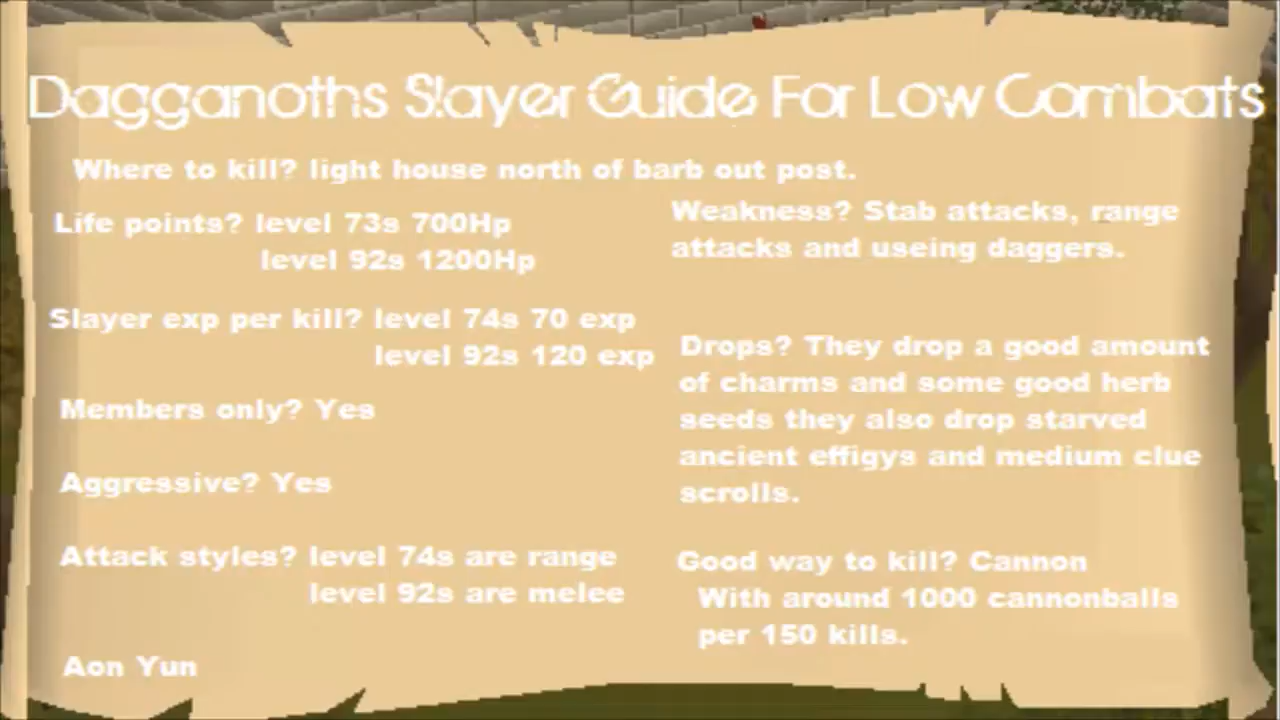 Dagganoths Slayer Guide For Low Combats
Where to kill? light house north of barb out post.
Life points? level 73s 700Hp
level 92s 1200Hp
Slayer exp per kill? level 74s 70 exp
level 92s 120 exp
Members only? Yes
Aggressive? Yes
Attack styles? level 74s are range
level 92s are melee
Aon Yun
Weakness? Stab attacks, range
attacks and useing daggers.
Drops? They drop a good amount
of charms and some good herb
seeds they also drop starved
ancient effigys and medium clue
scrolls.
Good way to kill? Cannon
With around 1000 cannonballs
per 150 kills.